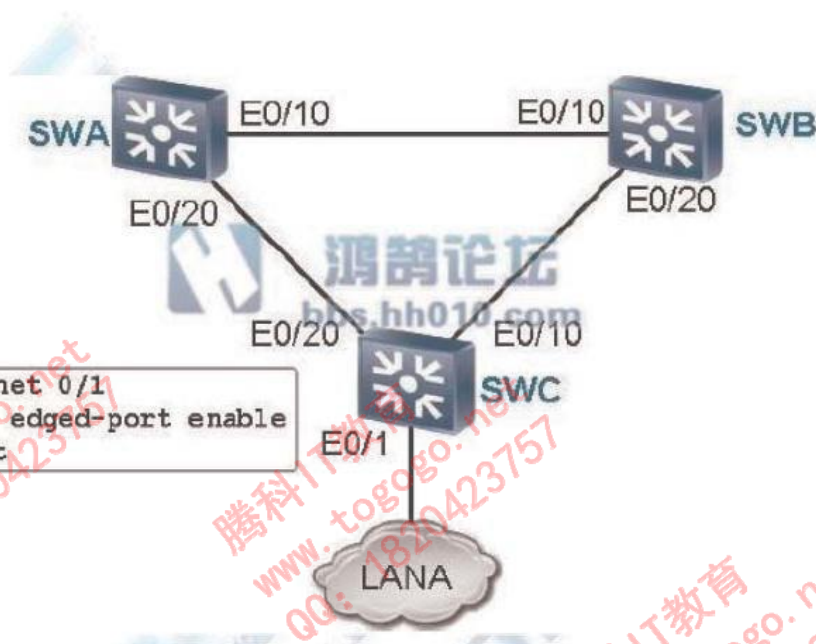 SWA
E0/10
E0/10
SWB
E0/20
E0/20
鸿鹄论坛
bbs.hh010.com
E0/20
E0/10
net 0/1
edged-port enable
SWC
E0/1
腾科IT教育
www.togogo.net
QQ: 1820423757
LANA